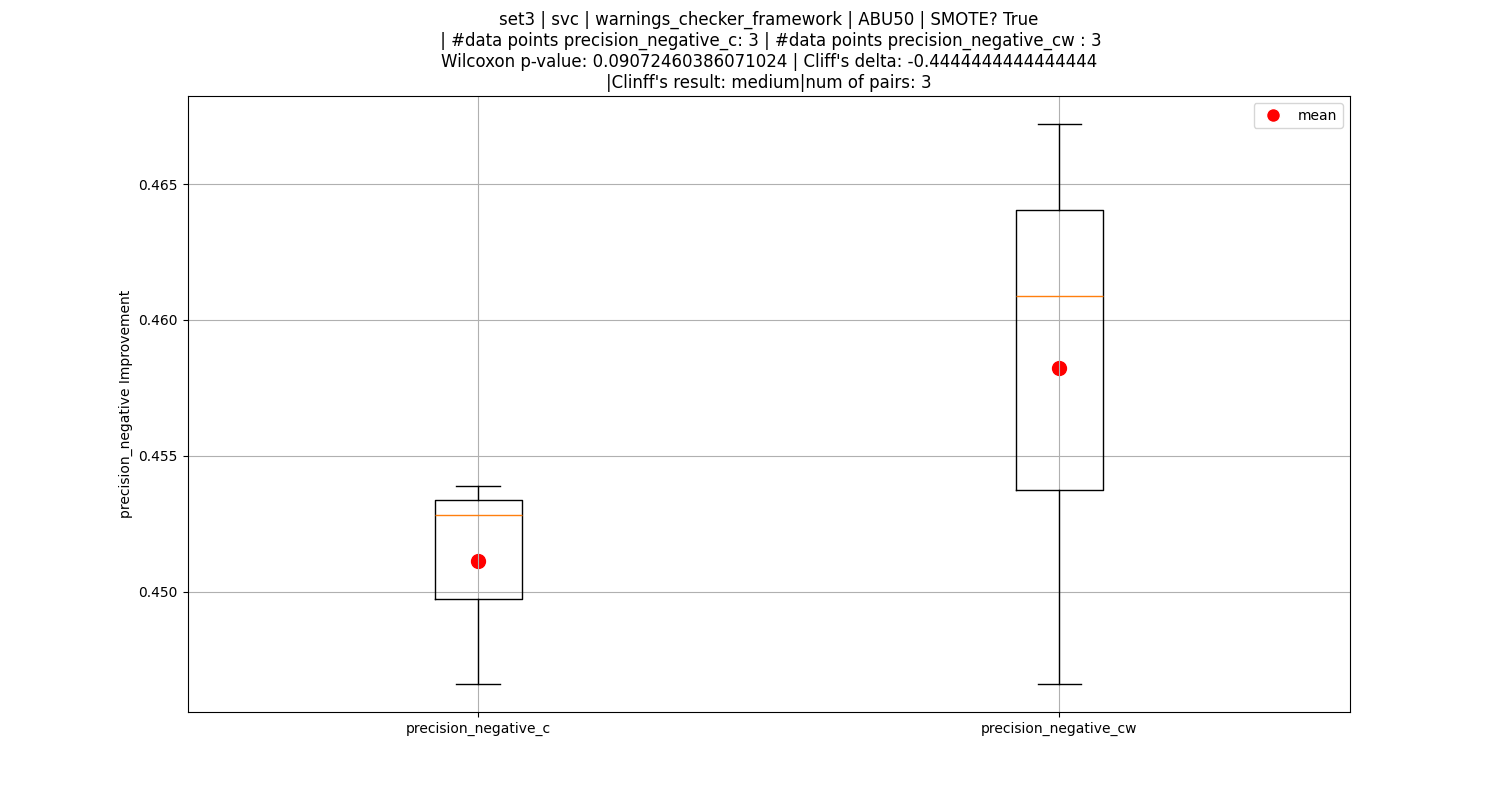 set3 | svc | warnings_checker_framework | ABU50 | SMOTE? True
| #data points precision_negative_c: 3 | #data points precision_negative_cw : 3
Wilcoxon p-value: 0.09072460386071024 | Cliff's delta: -0.4444444444444444
|Clinff's result: medium|num of pairs: 3
mean
0.465
0.460
0.455
0.450
precision_negative Improvement
precision_negative_c
precision_negative_cw